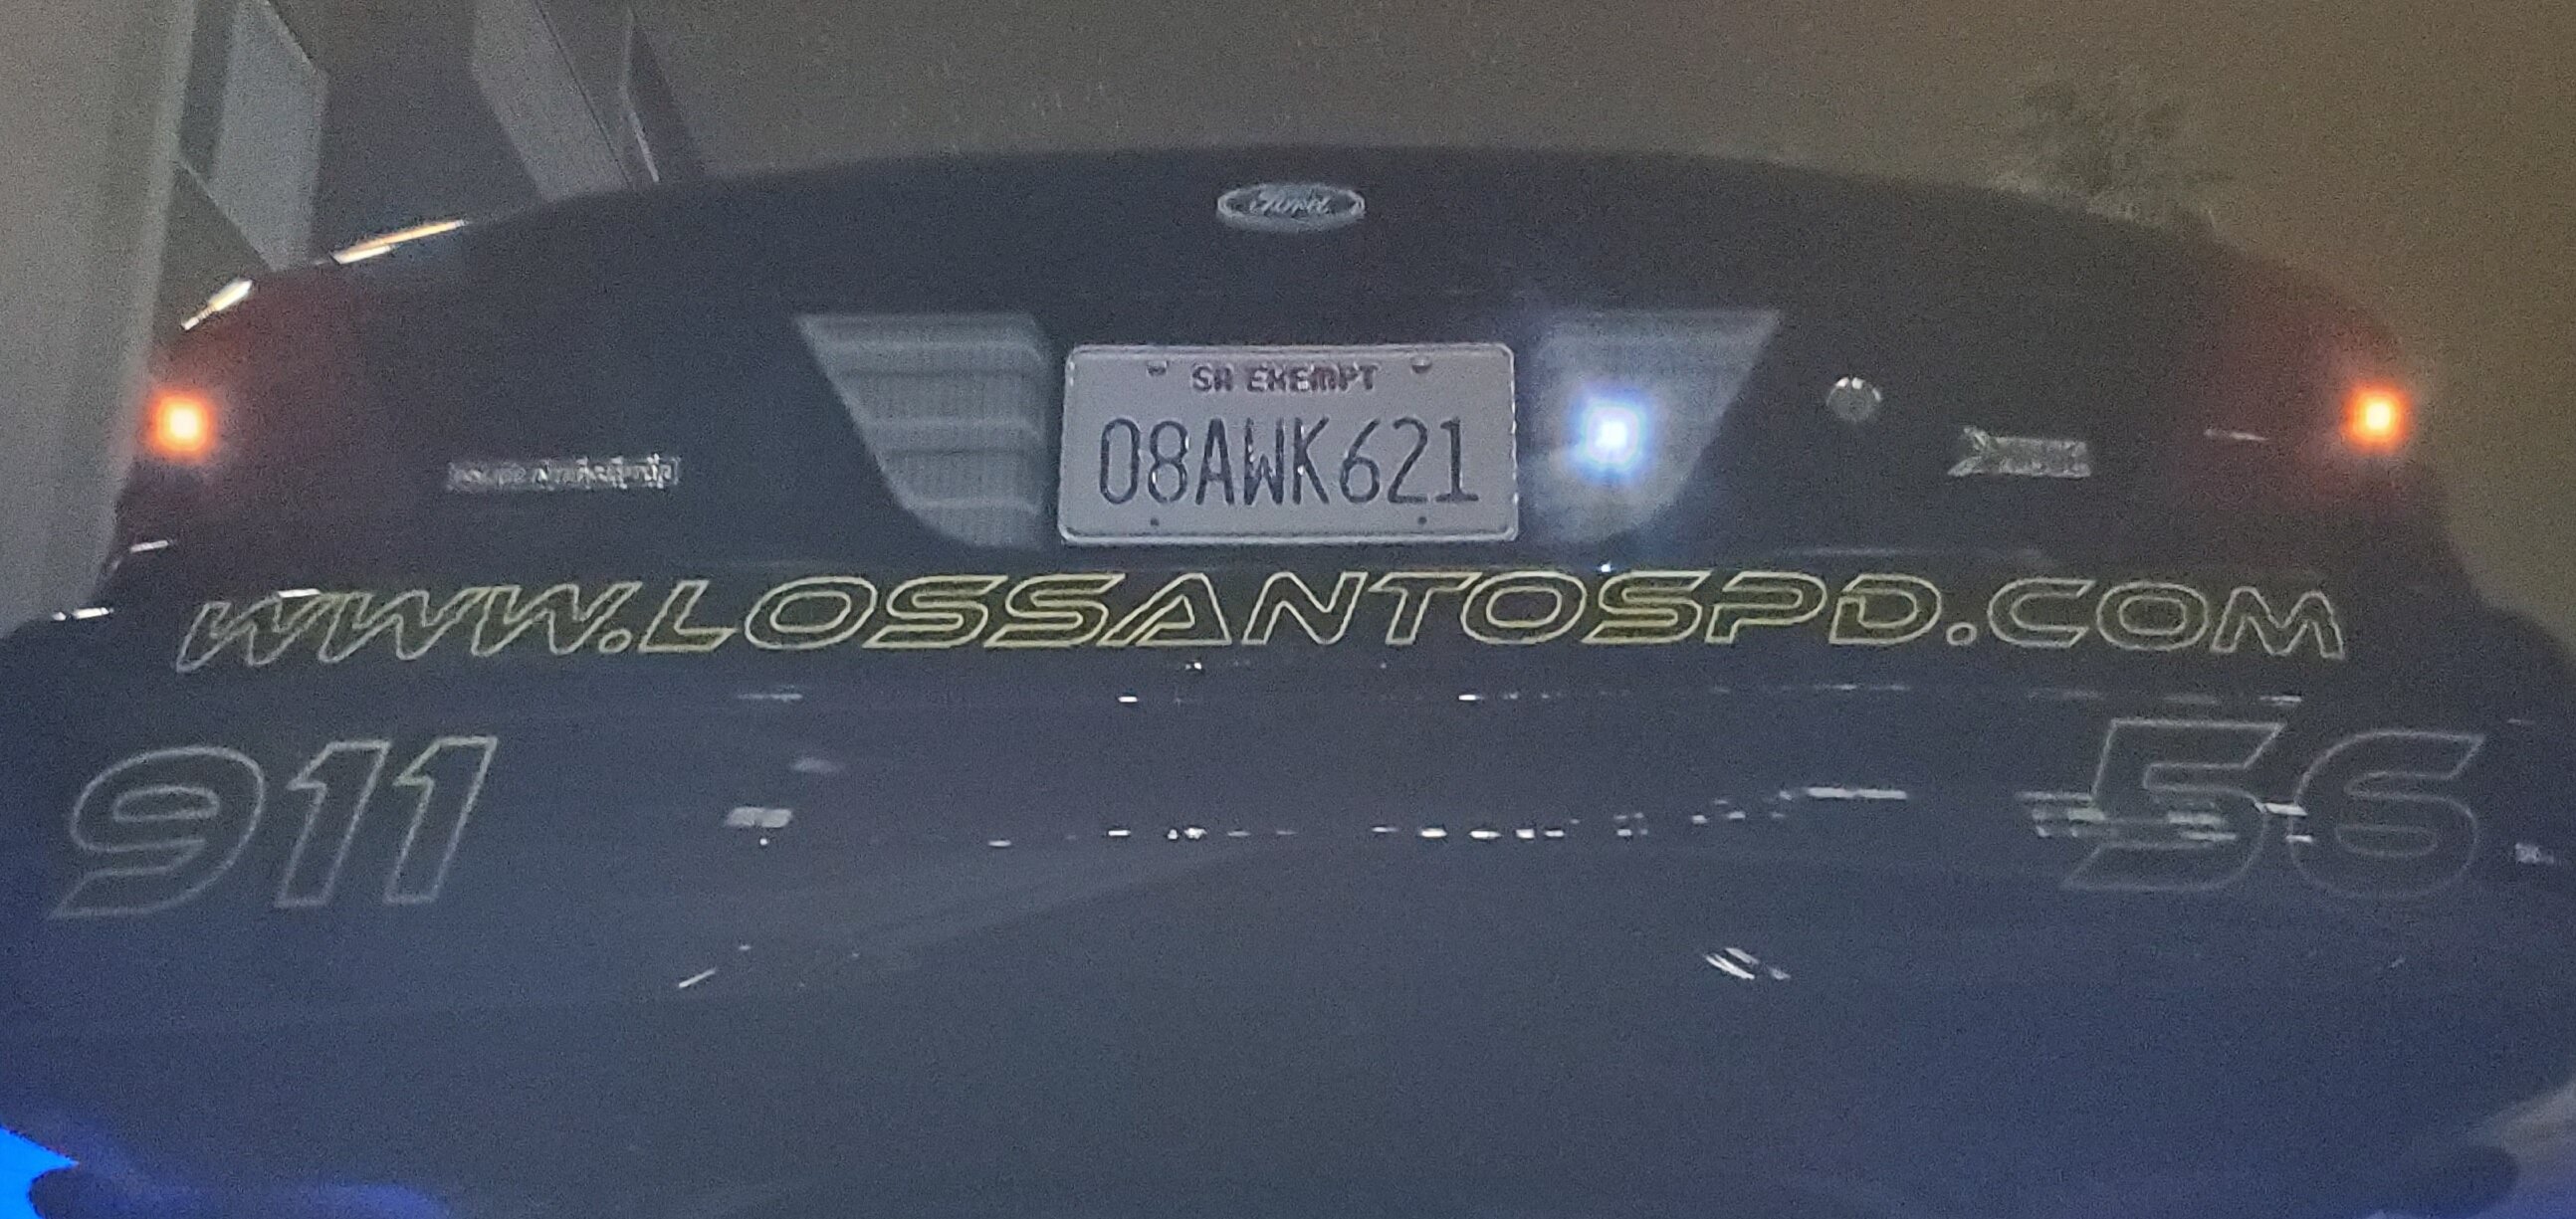 Ford
SA EXEMPT
08AWK621
WWW.LOSSANTOSPD.COM
911
56